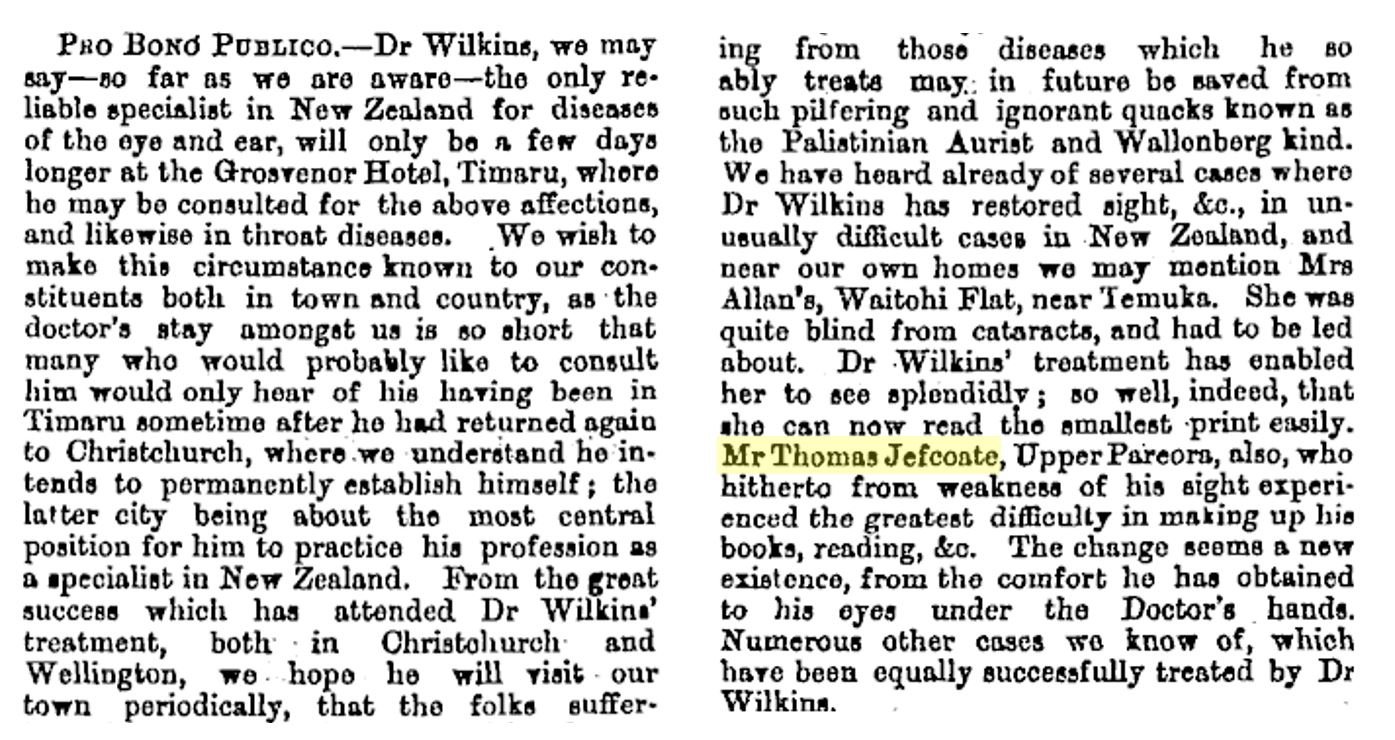 PRO BONO PUBLICO.—Dr Wilkins, we may
say—so far as we are aware—the only re-
liable specialist in New Zealand for diseases
of the eye and ear, will only be a few days
longer at the Grosvenor Hotel, Timaru, where
he may be consulted for the above affections,
and likewise in throat diseases. We wish to
make this circumstance known to our con-
stituents both in town and country, as the
doctor's stay amongst us is so short that
many who would probably like to consult
him would only hear of his having been in
Timaru sometime after he had returned again
to Christchurch, where we understand he in-
tends to permanently establish himself; the
latter city being about the most central
position for him to practice his profession as
a specialist in New Zealand. From the great
success which has attended Dr Wilkins'
treatment, both in Christchurch and
Wellington, we hope he will visit our
town periodically, that the folks suffer-
ing from those diseases which he so
ably treats may in future be saved from
such pilfering and ignorant quacks known as
the Palistinian Aurist and Wallonberg kind.
We have heard already of several cases where
Dr Wilkins has restored sight, &c., in un-
usually difficult cases in New Zealand, and
near our own homes we may mention Mrs
Allan's, Waitohi Flat, near Temuka. She was
quite blind from cataracts, and had to be led
about. Dr Wilkins' treatment has enabled
her to see splendidly; so well, indeed, that
she can now read the smallest print easily.
Mr Thomas Jefcoate, Upper Pareora, also, who
hitherto from weakness of his sight experi-
enced the greatest difficulty in making up his
books, reading, &c. The change seems a new
existence, from the comfort he has obtained
to his eyes under the Doctor's hands.
Numerous other cases we know of, which
have been equally successfully treated by Dr
Wilkins.